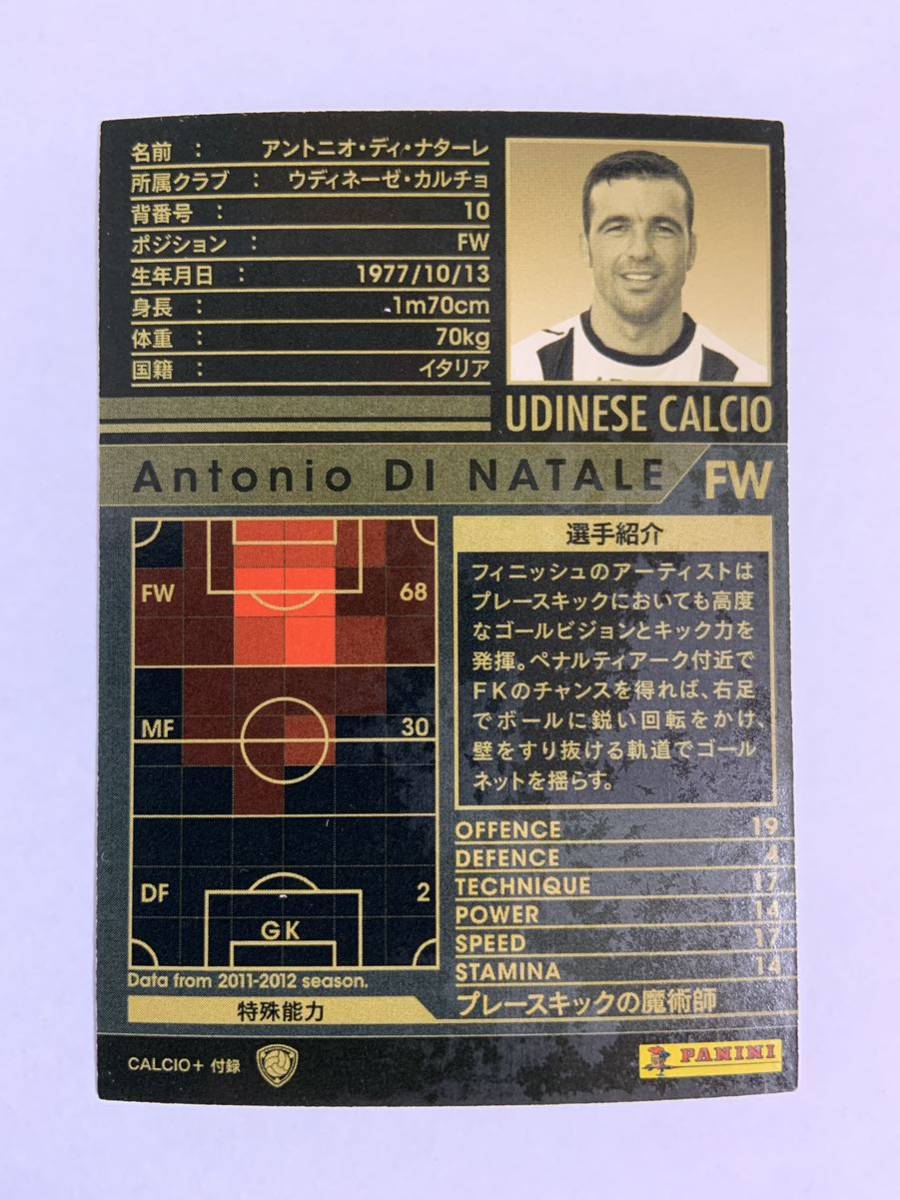 名前 : アントニオ・ディ・ナターレ
所属クラブ : ウディネーゼ・カルチョ
背番号 : 10
ポジション : FW
生年月日 : 1977/10/13
身長 : 1m70cm
体重 : 70kg
国籍 : イタリア
UDINESE CALCIO
Antonio DI NATALE FW
FW 68
MF 30
DF 2
GK
Data from 2011-2012 season.
選手紹介
フィニッシュのアーティストは
プレースキックにおいても高度
なゴールビジョンとキック力を
発揮。ペナルティアーク付近で
FKのチャンスを得れば、右足
でボールに鋭い回転をかけ、
壁をすり抜ける軌道でゴール
ネットを揺らす。
OFFENCE 19
DEFENCE 4
TECHNIQUE 17
POWER 14
SPEED 17
STAMINA 14
特殊能力 プレースキックの魔術師
CALCIO+ 付録
PANINI